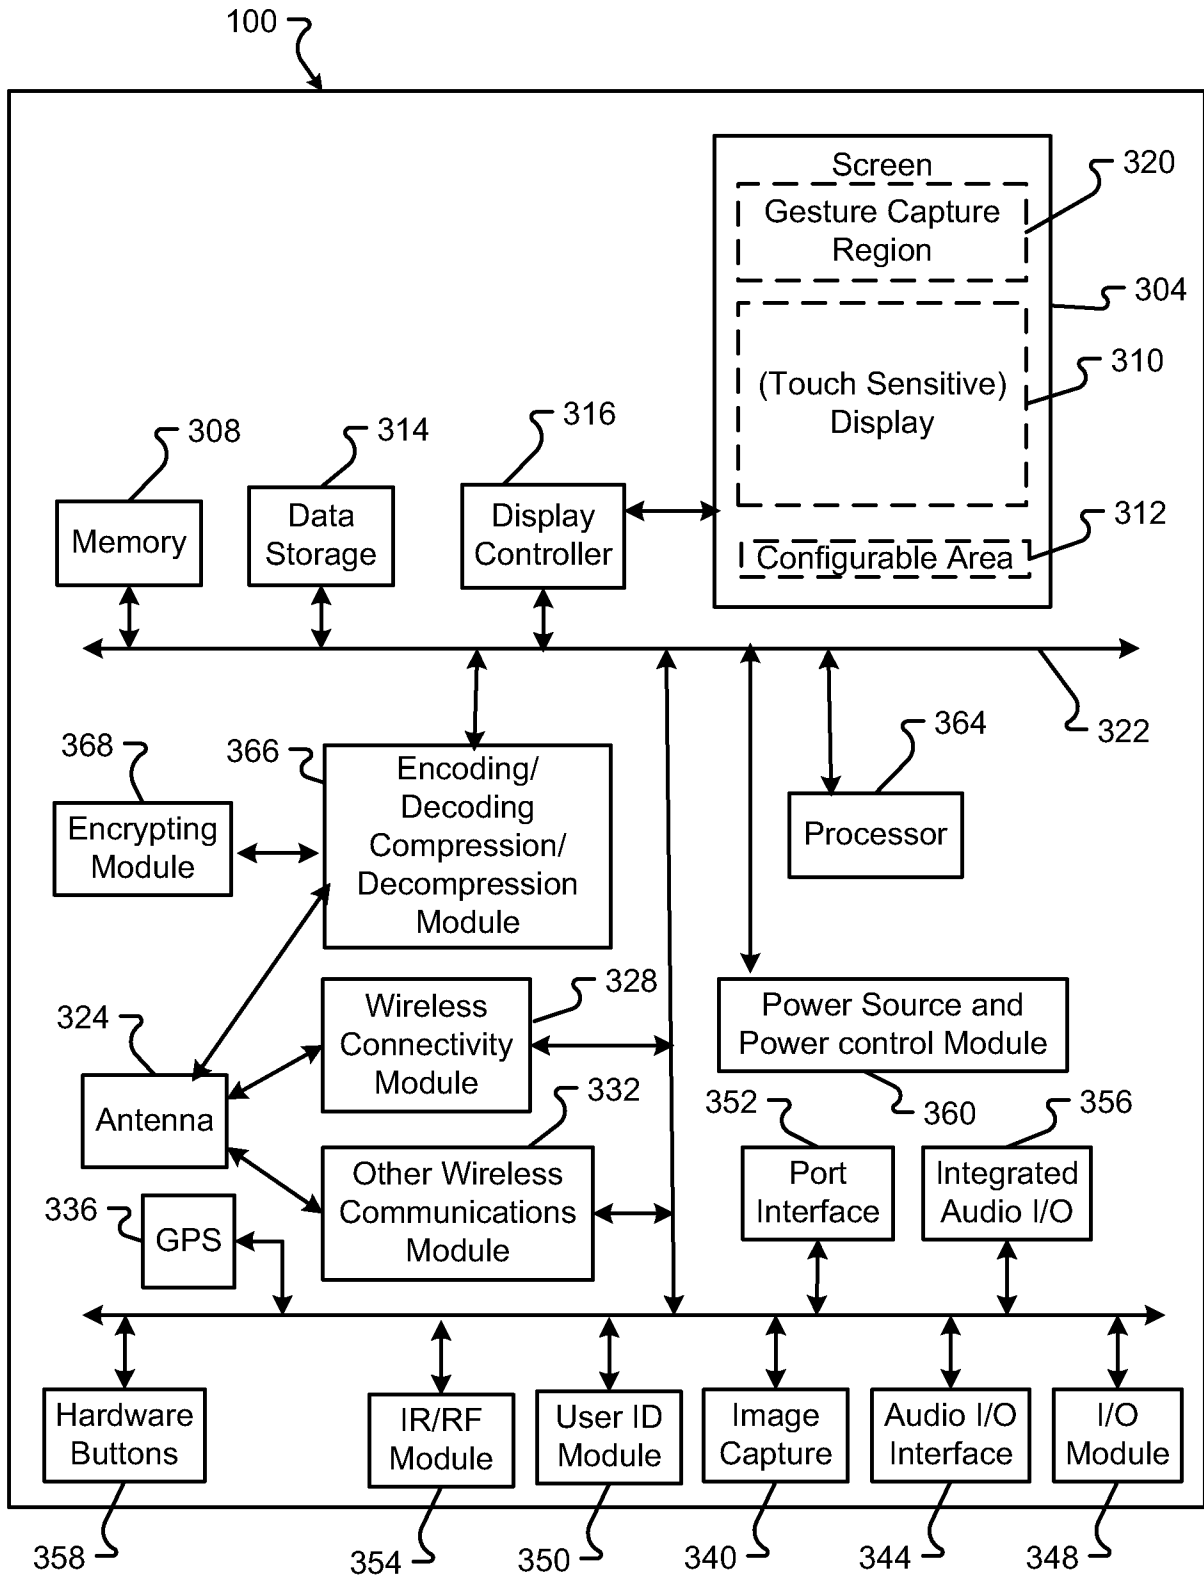 100
Screen
320
Gesture Capture
Region
304
310
(Touch Sensitive)
Display
308
314
316
Memory
Data
Storage
Display
Controller
312
Configurable Area
322
368
366
364
Encoding/
Decoding
Compression/
Decompression
Module
Encrypting
Module
Processor
324
328
Wireless
Connectivity
Module
Power Source and
Power control Module
Antenna
332
352
360
356
Other Wireless
Communications
Module
Port
Interface
Integrated
Audio I/O
336
GPS
Hardware
Buttons
IR/RF
Module
User ID
Module
Image
Capture
Audio I/O
Interface
I/O
Module
358
354
350
340
344
348